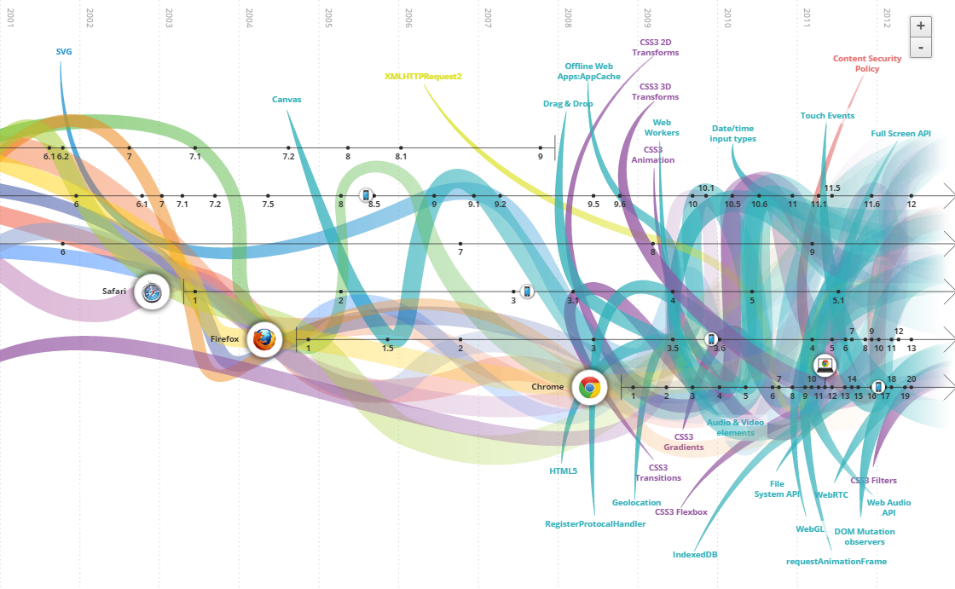 2001 2002 2003 2004 2005 2006 2007 2008 2009 2010 2011 2012
+
-
SVG
Canvas
XMLHTTPRequest2
Offline Web
Apps:AppCache
Drag & Drop
CSS3 2D
Transforms
CSS3 3D
Transforms
Web
Workers
CSS3
Animation
Date/time
input types
Content Security
Policy
Touch Events
Full Screen API
6.1 6.2 7 7.1 7.2 8 8.1 9
6 6.1 7 7.1 7.2 7.5 8 8.5 9 9.1 9.2 9.5 9.6 10 10.1 10.5 10.6 11 11.1 11.5 11.6 12
6 7 8 9
Safari 1 2 3 3.1 4 5 5.1
Firefox 1 1.5 2 3 3.5 3.6 4 5 6 7 8 9 10 11 12 13
Chrome 1 2 3 4 5 6 7 8 9 10 11 12 13 14 15 16 17 18 19 20
Audio & Video
elements
CSS3
Gradients
CSS3
Transitions
HTML5
Geolocation
CSS3 Flexbox
RegisterProtocalHandler
IndexedDB
File
System API
WebRTC
CSS3 Filters
Web Audio
API
WebGL
DOM Mutation
observers
requestAnimationFrame